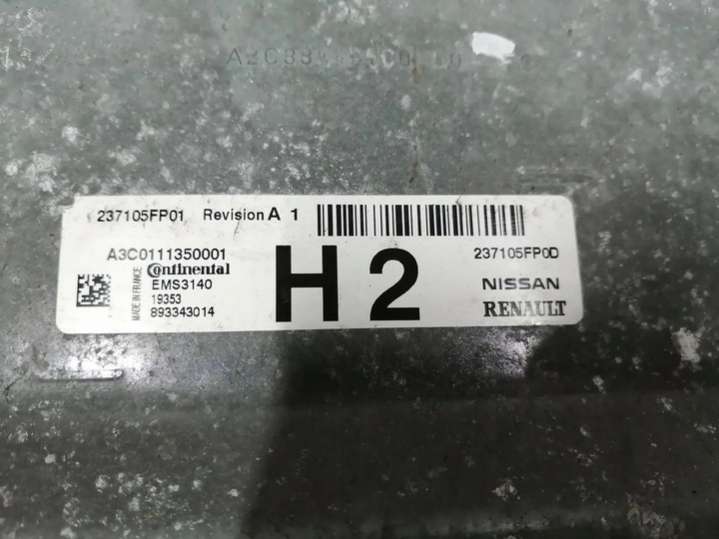 237105FP01 Revision A 1
A3C0111350001
237105FP0D
Continental
MADE IN FRANCE
EMS3140
19353
893343014
H2
NISSAN
RENAULT